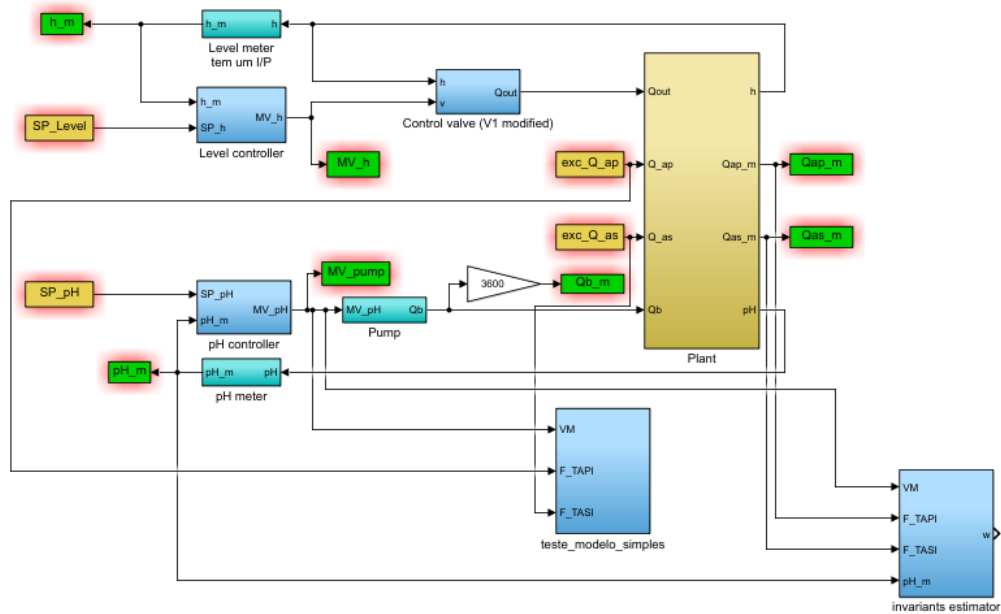 h_m
h_m
h
Level meter
tem um I/P
h_m
SP_h
MV_h
Level controller
SP_Level
MV_h
h
v
Qout
Control valve (V1 modified)
exc_Q_ap
exc_Q_as
Qout
Q_ap
Q_as
Qb
h
Qap_m
Qas_m
pH
Plant
Qap_m
Qas_m
SP_pH
SP_pH
pH_m
MV_pH
pH controller
MV_pump
MV_pH
Qb
Pump
3600
Qb_m
pH_m
pH_m
pH
pH meter
VM
F_TAPI
F_TASI
teste_modelo_simples
VM
F_TAPI
F_TASI
pH_m
w
invariants estimator